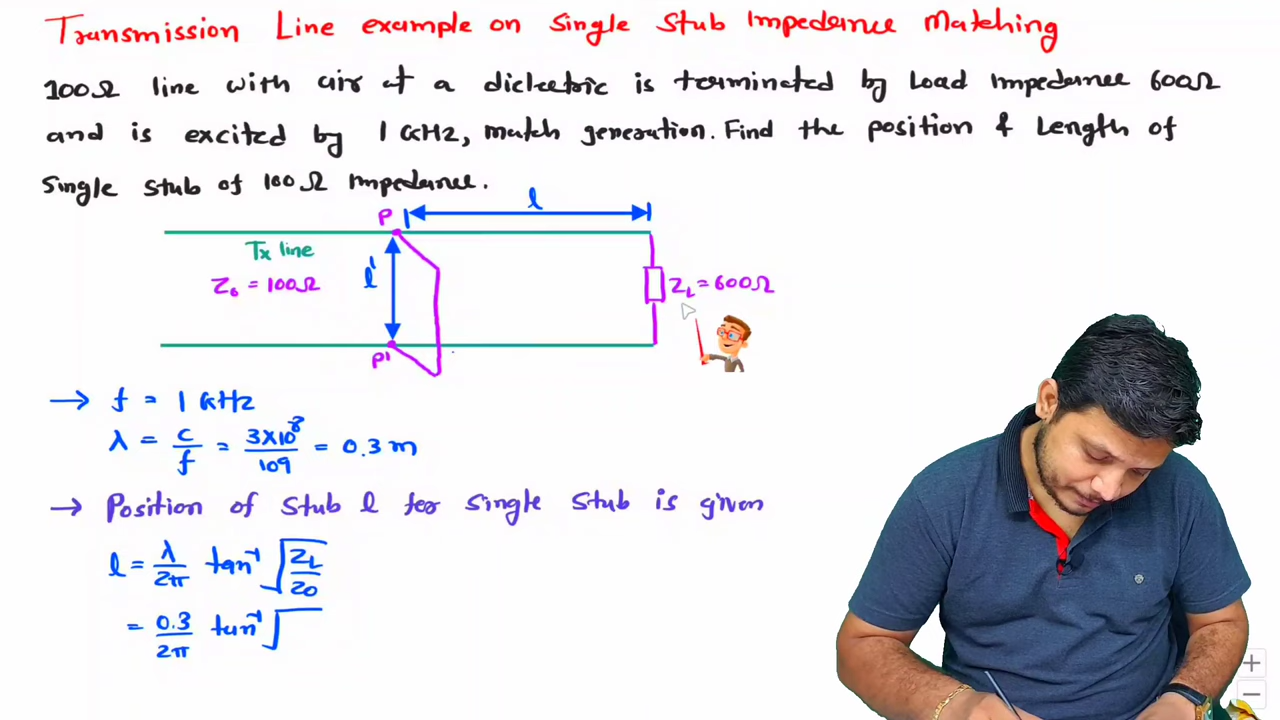 Transmission Line example on Single Stub Impedance Matching
100Ω line with air at a dielectric is terminated by Load Impedance 600Ω
and is excited by 1 GHz, match generation. Find the position & Length of
Single stub of 100Ω Impedance.
P l
Tx line
Z₀ = 100Ω l' Z_L = 600Ω
P'
→ f = 1 GHz
λ = c/f = 3×10⁸/10⁹ = 0.3 m
→ Position of Stub l for Single Stub is given
l = λ/2π tan⁻¹ √(Z_L/Z₀)
= 0.3/2π tan⁻¹ √
+
−